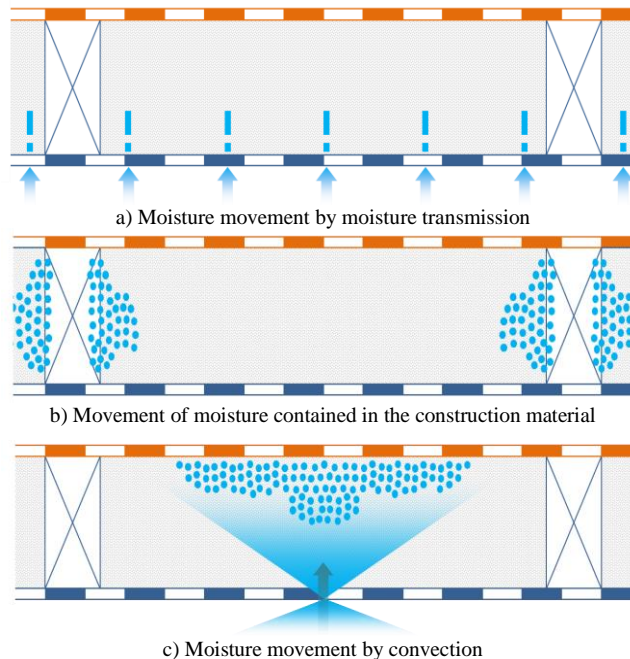 a) Moisture movement by moisture transmission
b) Movement of moisture contained in the construction material
c) Moisture movement by convection